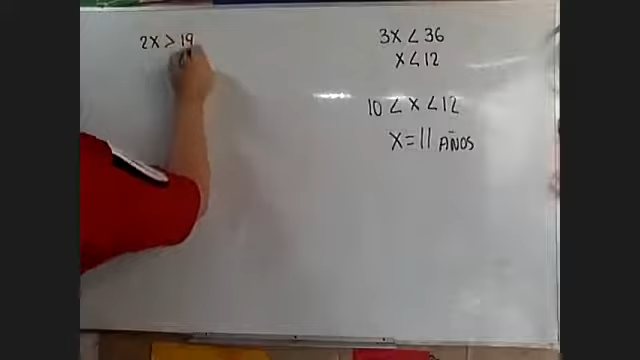 2x > 19
3x < 36
x < 12
10 < x < 12
x = 11 AÑOS